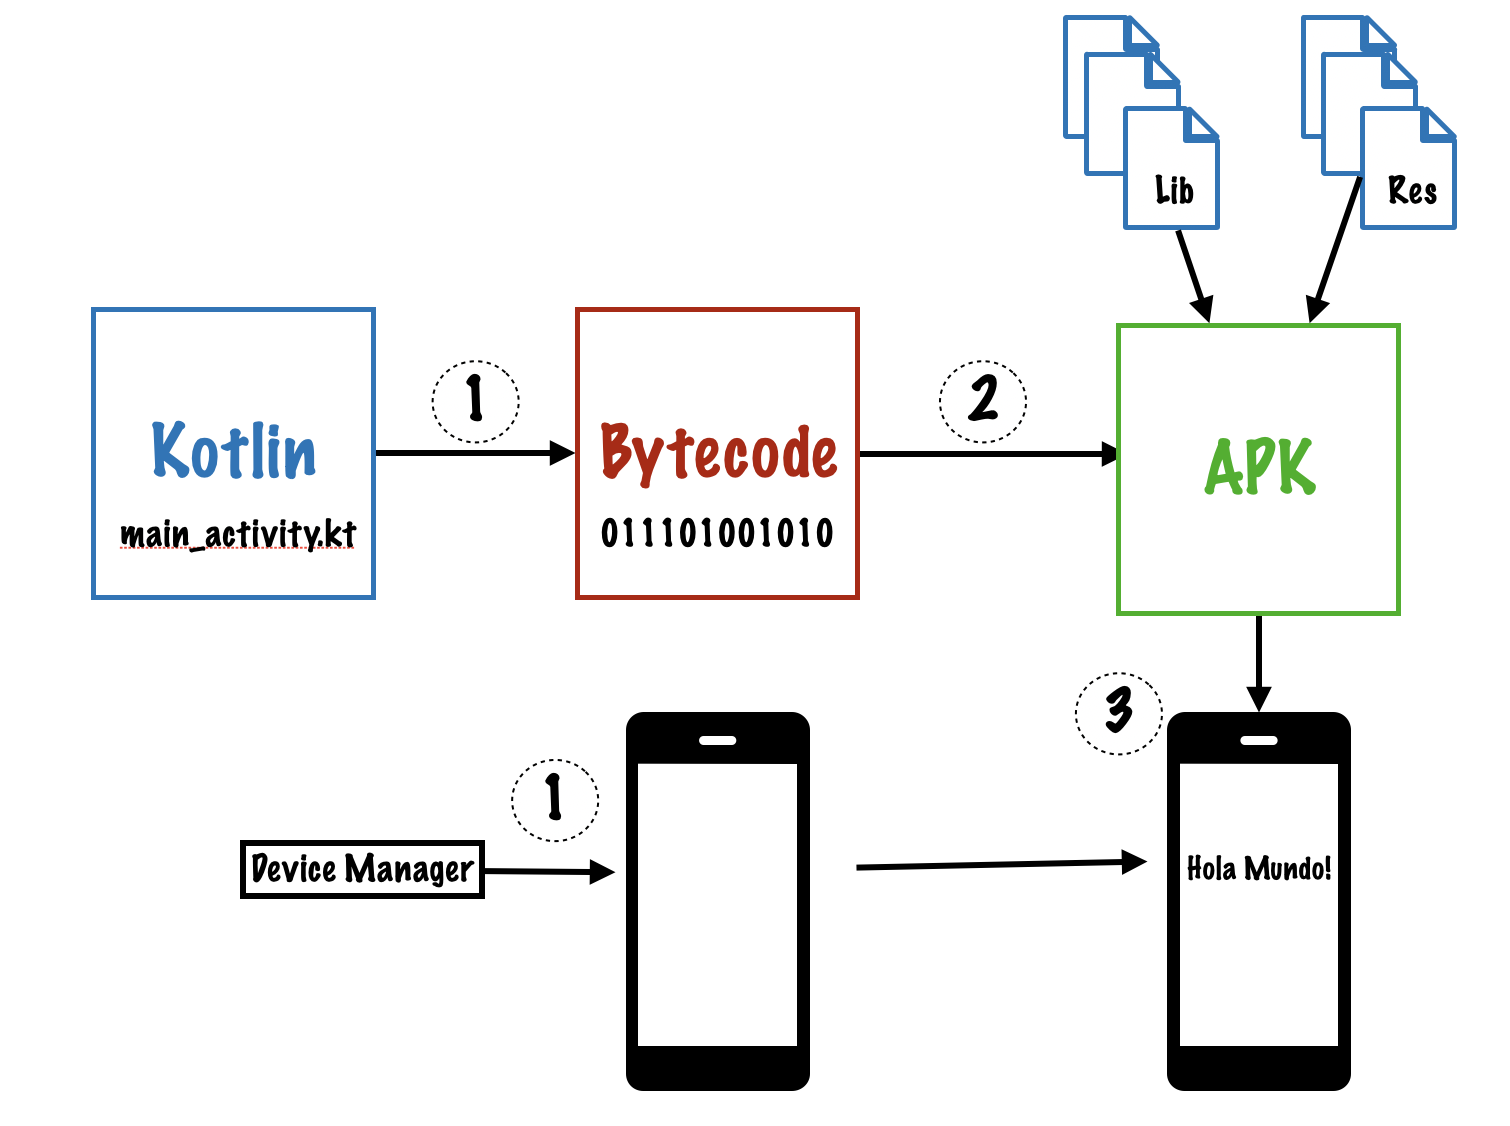 Lib
Res
1
2
Kotlin
main_activity.kt
Bytecode
011101001010
APK
3
1
Device Manager
Hola Mundo!